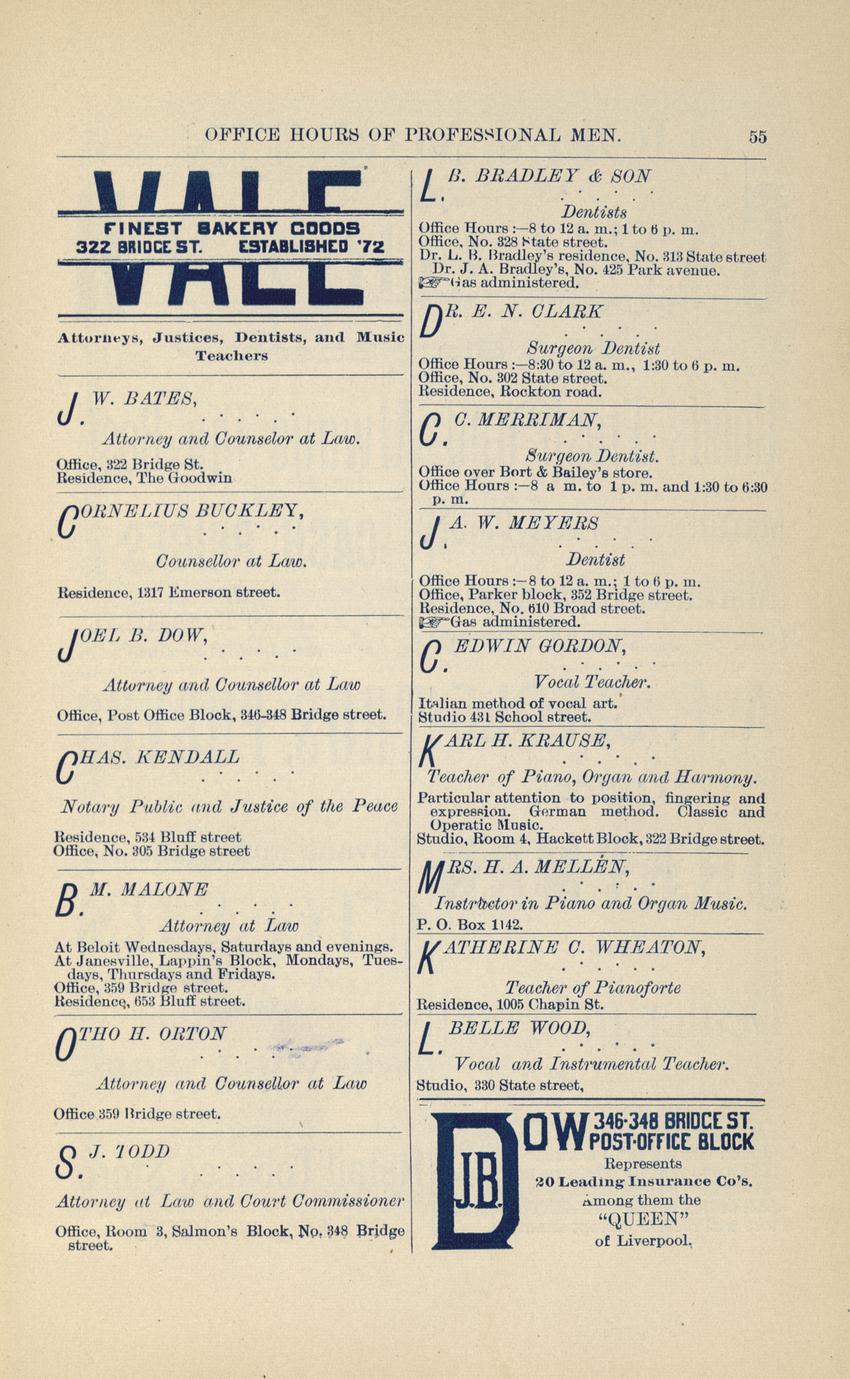 OFFICE HOURS OF PROFESSIONAL MEN. 55
VALE
FINEST BAKERY GOODS
322 BRIDGE ST. ESTABLISHED '72
VALE
Attorneys, Justices, Dentists, and Music
Teachers
J. W. BATES,
Attorney and Counselor at Law.
Office, 322 Bridge St.
Residence, The Goodwin
CORNELIUS BUCKLEY,
Counsellor at Law.
Residence, 1317 Emerson street.
JOEL B. DOW,
Attorney and Counsellor at Law
Office, Post Office Block, 346-348 Bridge street.
CHAS. KENDALL
Notary Public and Justice of the Peace
Residence, 534 Bluff street
Office, No. 305 Bridge street
B. M. MALONE
Attorney at Law
At Beloit Wednesdays, Saturdays and evenings.
At Janesville, Lappin's Block, Mondays, Tues-
days, Thursdays and Fridays.
Office, 359 Bridge street.
Residence, 653 Bluff street.
OTHO H. ORTON
Attorney and Counsellor at Law
Office 359 Bridge street.
S. J. TODD
Attorney at Law and Court Commissioner
Office, Room 3, Salmon's Block, No. 348 Bridge
street.
L. B. BRADLEY & SON
Dentists
Office Hours :—8 to 12 a. m.; 1 to 6 p. m.
Office, No. 328 State street.
Dr. L. B. Bradley's residence, No. 313 State street
Dr. J. A. Bradley's, No. 425 Park avenue.
☞Gas administered.
DR. E. N. CLARK
Surgeon Dentist
Office Hours :—8:30 to 12 a. m., 1:30 to 6 p. m.
Office, No. 302 State street.
Residence, Rockton road.
C. C. MERRIMAN,
Surgeon Dentist.
Office over Bort & Bailey's store.
Office Hours :—8 a m. to 1 p. m. and 1:30 to 6:30
p. m.
J. A. W. MEYERS
Dentist
Office Hours :—8 to 12 a. m.; 1 to 6 p. m.
Office, Parker block, 352 Bridge street.
Residence, No. 610 Broad street.
☞Gas administered.
C. EDWIN GORDON,
Vocal Teacher.
Italian method of vocal art.
Studio 431 School street.
KARL H. KRAUSE,
Teacher of Piano, Organ and Harmony.
Particular attention to position, fingering and
expression. German method. Classic and
Operatic Music.
Studio, Room 4, Hackett Block, 322 Bridge street.
MRS. H. A. MELLEN,
Instructor in Piano and Organ Music.
P. O. Box 1142.
KATHERINE C. WHEATON,
Teacher of Pianoforte
Residence, 1005 Chapin St.
L. BELLE WOOD,
Vocal and Instrumental Teacher.
Studio, 330 State street,
J.B. DOW 346-348 BRIDGE ST.
POST-OFFICE BLOCK
Represents
20 Leading Insurance Co's.
Among them the
“QUEEN”
of Liverpool.